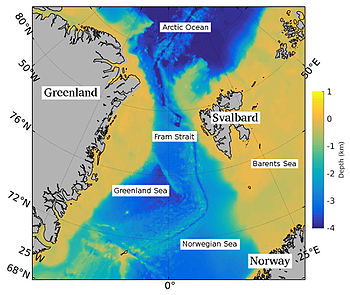 80°N
Arctic Ocean
50°W
50°E
Greenland
Svalbard
76°N
Fram Strait
Barents Sea
Greenland Sea
72°N
Norwegian Sea
25°W
Norway
25°E
68°N
0°
1
0
-1
-2
-3
-4
Depth (km)